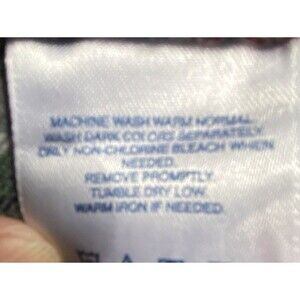 MACHINE WASH WARM NORMAL.
WASH DARK COLORS SEPARATELY
ONLY NON-CHLORINE BLEACH WHEN
NEEDED.
REMOVE PROMPTLY.
TUMBLE DRY LOW.
WARM IRON IF NEEDED.